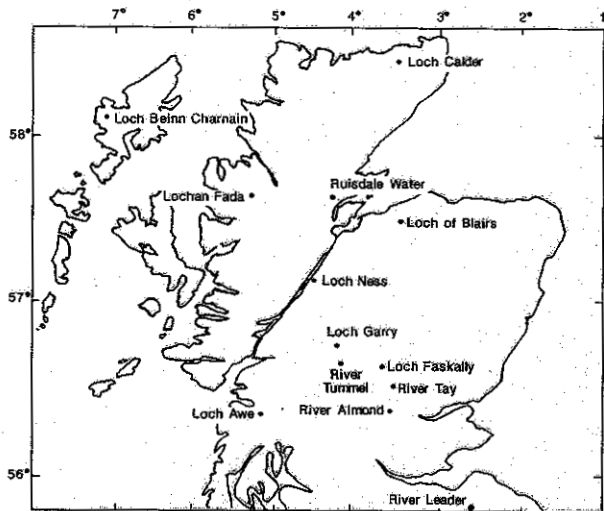 7° 6° 5° 4° 3° 2° 1
Loch Calder
Loch Beinn Charnain
58°
Ruisdale Water
Lochan Fada
Loch of Blairs
Loch Ness
57°
Loch Garry
Loch Faskally
River
Tummel
River Tay
Loch Awe
River Almond
56°
River Leader